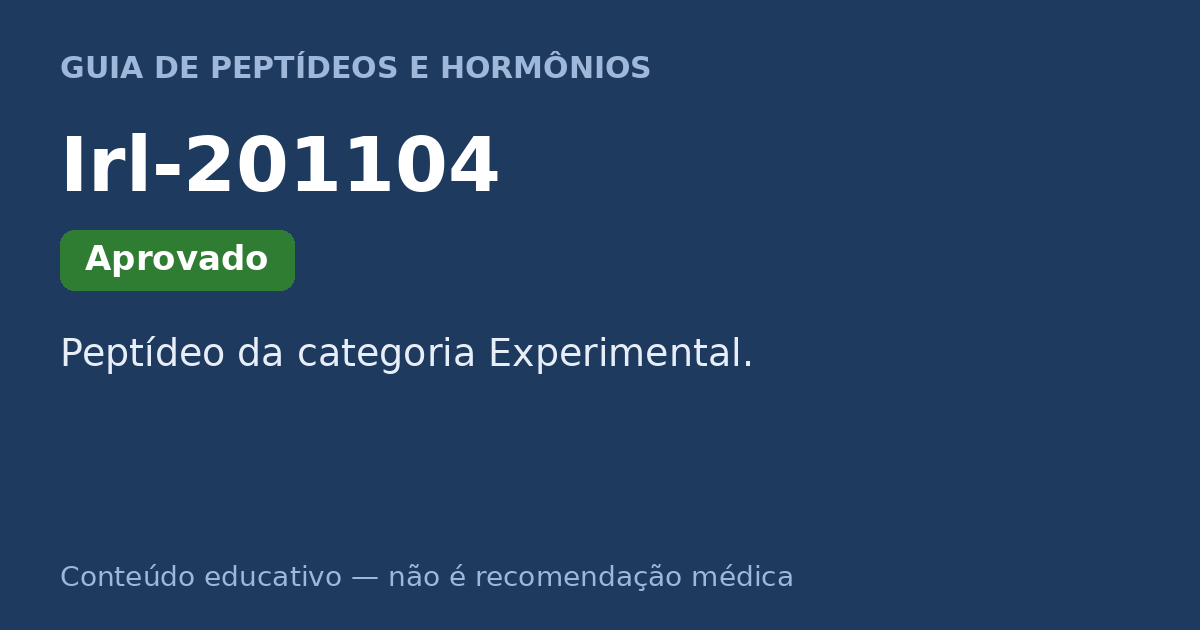 GUIA DE PEPTÍDEOS E HORMÔNIOS
Irl-201104
Aprovado
Peptídeo da categoria Experimental.
Conteúdo educativo — não é recomendação médica